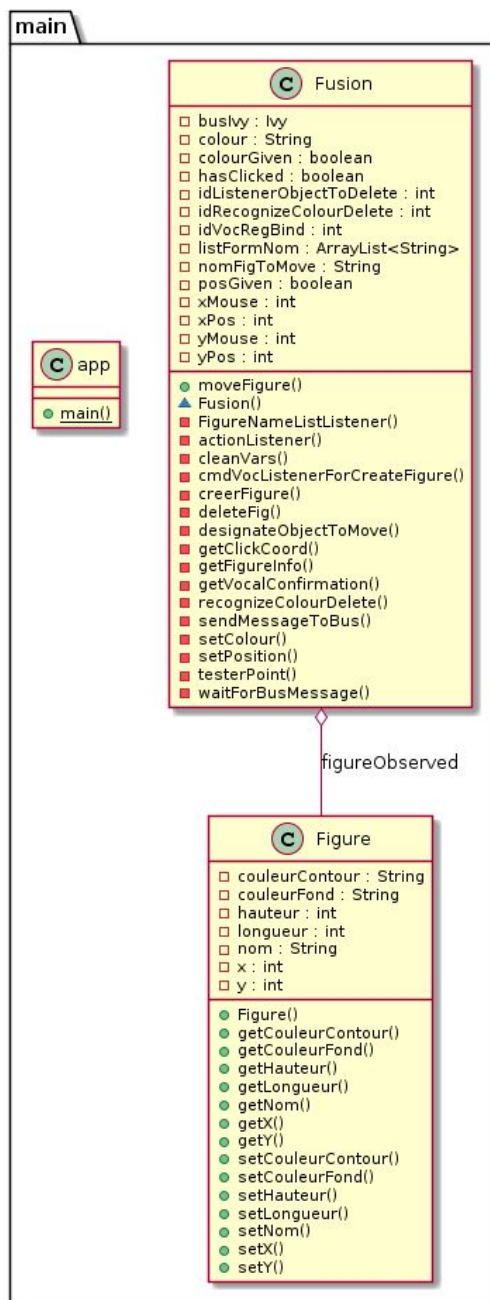 main
C Fusion
busIvy : Ivy
colour : String
colourGiven : boolean
hasClicked : boolean
idListenerObjectToDelete : int
idRecognizeColourDelete : int
idVocRegBind : int
listFormNom : ArrayList<String>
nomFigToMove : String
posGiven : boolean
xMouse : int
xPos : int
yMouse : int
yPos : int
moveFigure()
Fusion()
FigureNameListListener()
actionListener()
cleanVars()
cmdVocListenerForCreateFigure()
creerFigure()
deleteFig()
designateObjectToMove()
getClickCoord()
getFigureInfo()
getVocalConfirmation()
recognizeColourDelete()
sendMessageToBus()
setColour()
setPosition()
testerPoint()
waitForBusMessage()
C app
main()
figureObserved
C Figure
couleurContour : String
couleurFond : String
hauteur : int
longueur : int
nom : String
x : int
y : int
Figure()
getCouleurContour()
getCouleurFond()
getHauteur()
getLongueur()
getNom()
getX()
getY()
setCouleurContour()
setCouleurFond()
setHauteur()
setLongueur()
setNom()
setX()
setY()